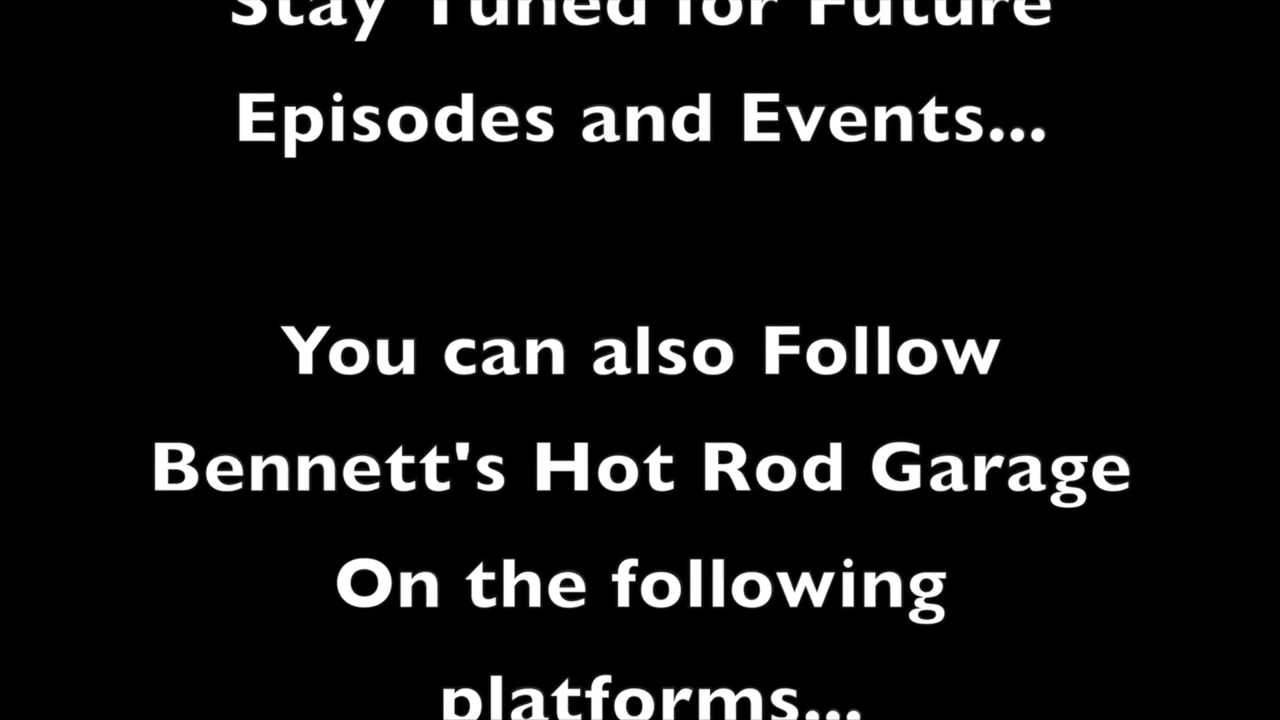 Stay Tuned for Future
Episodes and Events...
You can also Follow
Bennett's Hot Rod Garage
On the following
platforms...